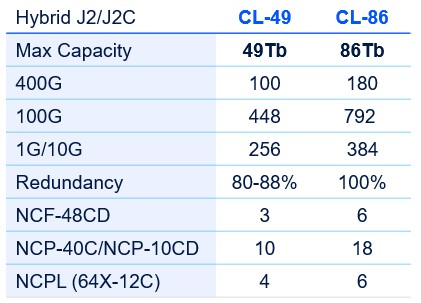 Hybrid J2/J2C CL-49 CL-86
Max Capacity 49Tb 86Tb
400G 100 180
100G 448 792
1G/10G 256 384
Redundancy 80-88% 100%
NCF-48CD 3 6
NCP-40C/NCP-10CD 10 18
NCPL (64X-12C) 4 6